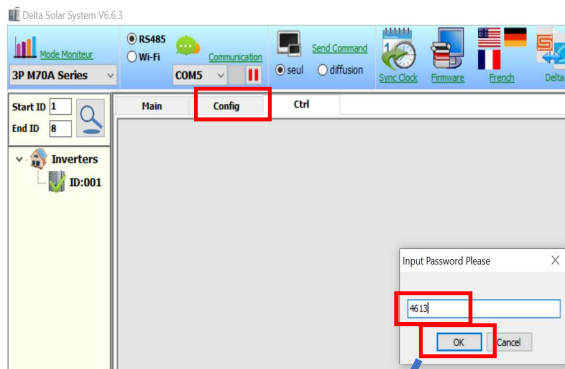 Delta Solar System V6.6.3
Mode Moniteur
3P M70A Series
RS485
Wi-Fi
Communication
COM5
Send Command
seul
diffusion
Sync Clock
Firmware
French
Delta
Start ID 1
End ID 8
Main
Config
Ctrl
Inverters
ID:001
Input Password Please
4613
OK
Cancel